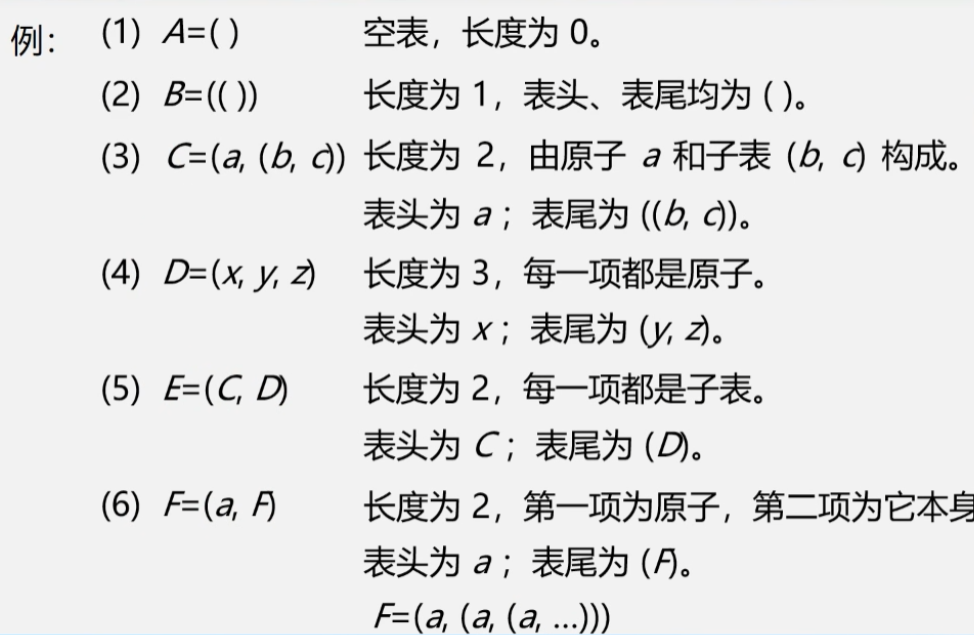 例： (1) A=( ) 空表，长度为 0。
(2) B=(( )) 长度为 1，表头、表尾均为 ( )。
(3) C=(a, (b, c)) 长度为 2，由原子 a 和子表 (b, c) 构成。
表头为 a；表尾为 ((b, c))。
(4) D=(x, y, z) 长度为 3，每一项都是原子。
表头为 x；表尾为 (y, z)。
(5) E=(C, D) 长度为 2，每一项都是子表。
表头为 C；表尾为 (D)。
(6) F=(a, F) 长度为 2，第一项为原子，第二项为它本身
表头为 a；表尾为 (F)。
F=(a, (a, (a, ...)))